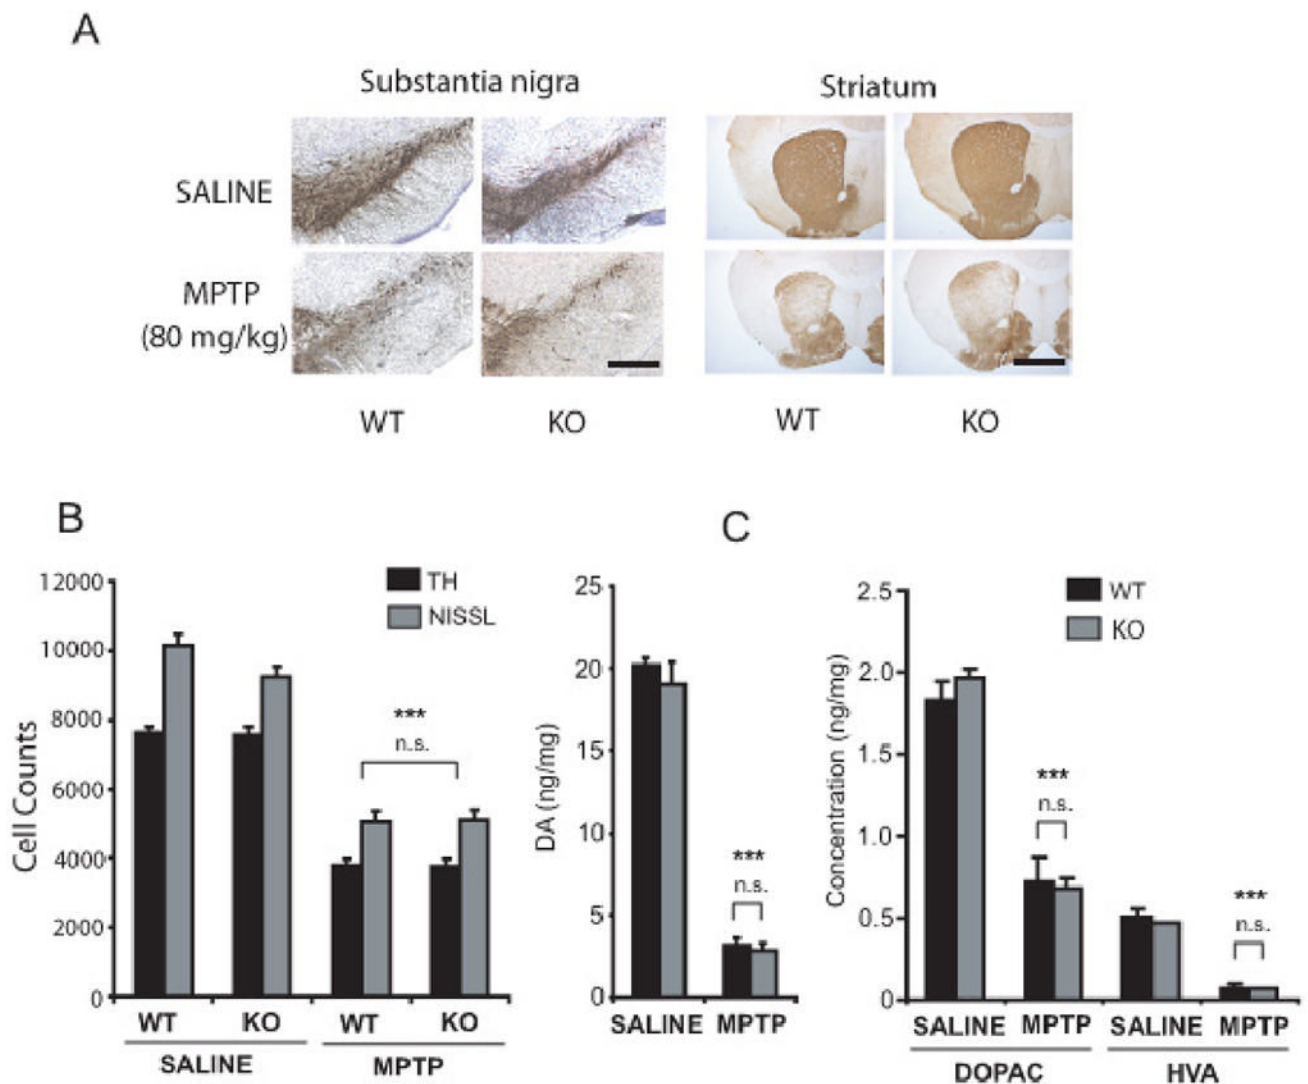 A
Substantia nigra
Striatum
SALINE
MPTP
(80 mg/kg)
WT
KO
WT
KO
B
12000
10000
8000
6000
4000
2000
0
Cell Counts
TH
NISSL
***
n.s.
WT
KO
WT
KO
SALINE
MPTP
C
25
20
15
10
5
0
DA (ng/mg)
***
n.s.
SALINE
MPTP
2.5
2.0
1.5
1.0
0.5
0
Concentration (ng/mg)
WT
KO
***
n.s.
***
n.s.
SALINE
MPTP
SALINE
MPTP
DOPAC
HVA